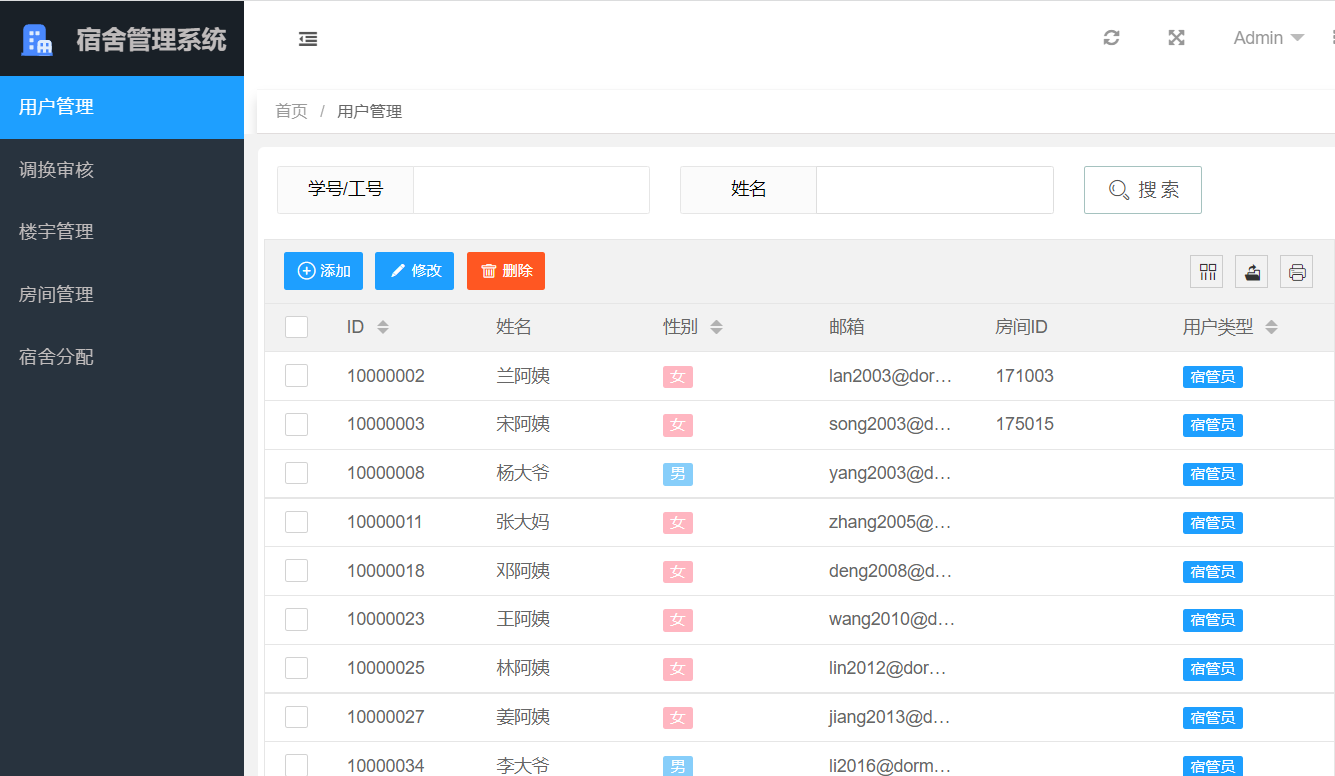 宿舍管理系统
Admin
用户管理
调换审核
楼宇管理
房间管理
宿舍分配
首页 / 用户管理
学号/工号 姓名 搜 索
添加 修改 删除
ID 姓名 性别 邮箱 房间ID 用户类型
10000002 兰阿姨 女 lan2003@dor… 171003 宿管员
10000003 宋阿姨 女 song2003@d… 175015 宿管员
10000008 杨大爷 男 yang2003@d… 宿管员
10000011 张大妈 女 zhang2005@… 宿管员
10000018 邓阿姨 女 deng2008@d… 宿管员
10000023 王阿姨 女 wang2010@d… 宿管员
10000025 林阿姨 女 lin2012@dor… 宿管员
10000027 姜阿姨 女 jiang2013@d… 宿管员
10000034 李大爷 男 li2016@dorm… 宿管员